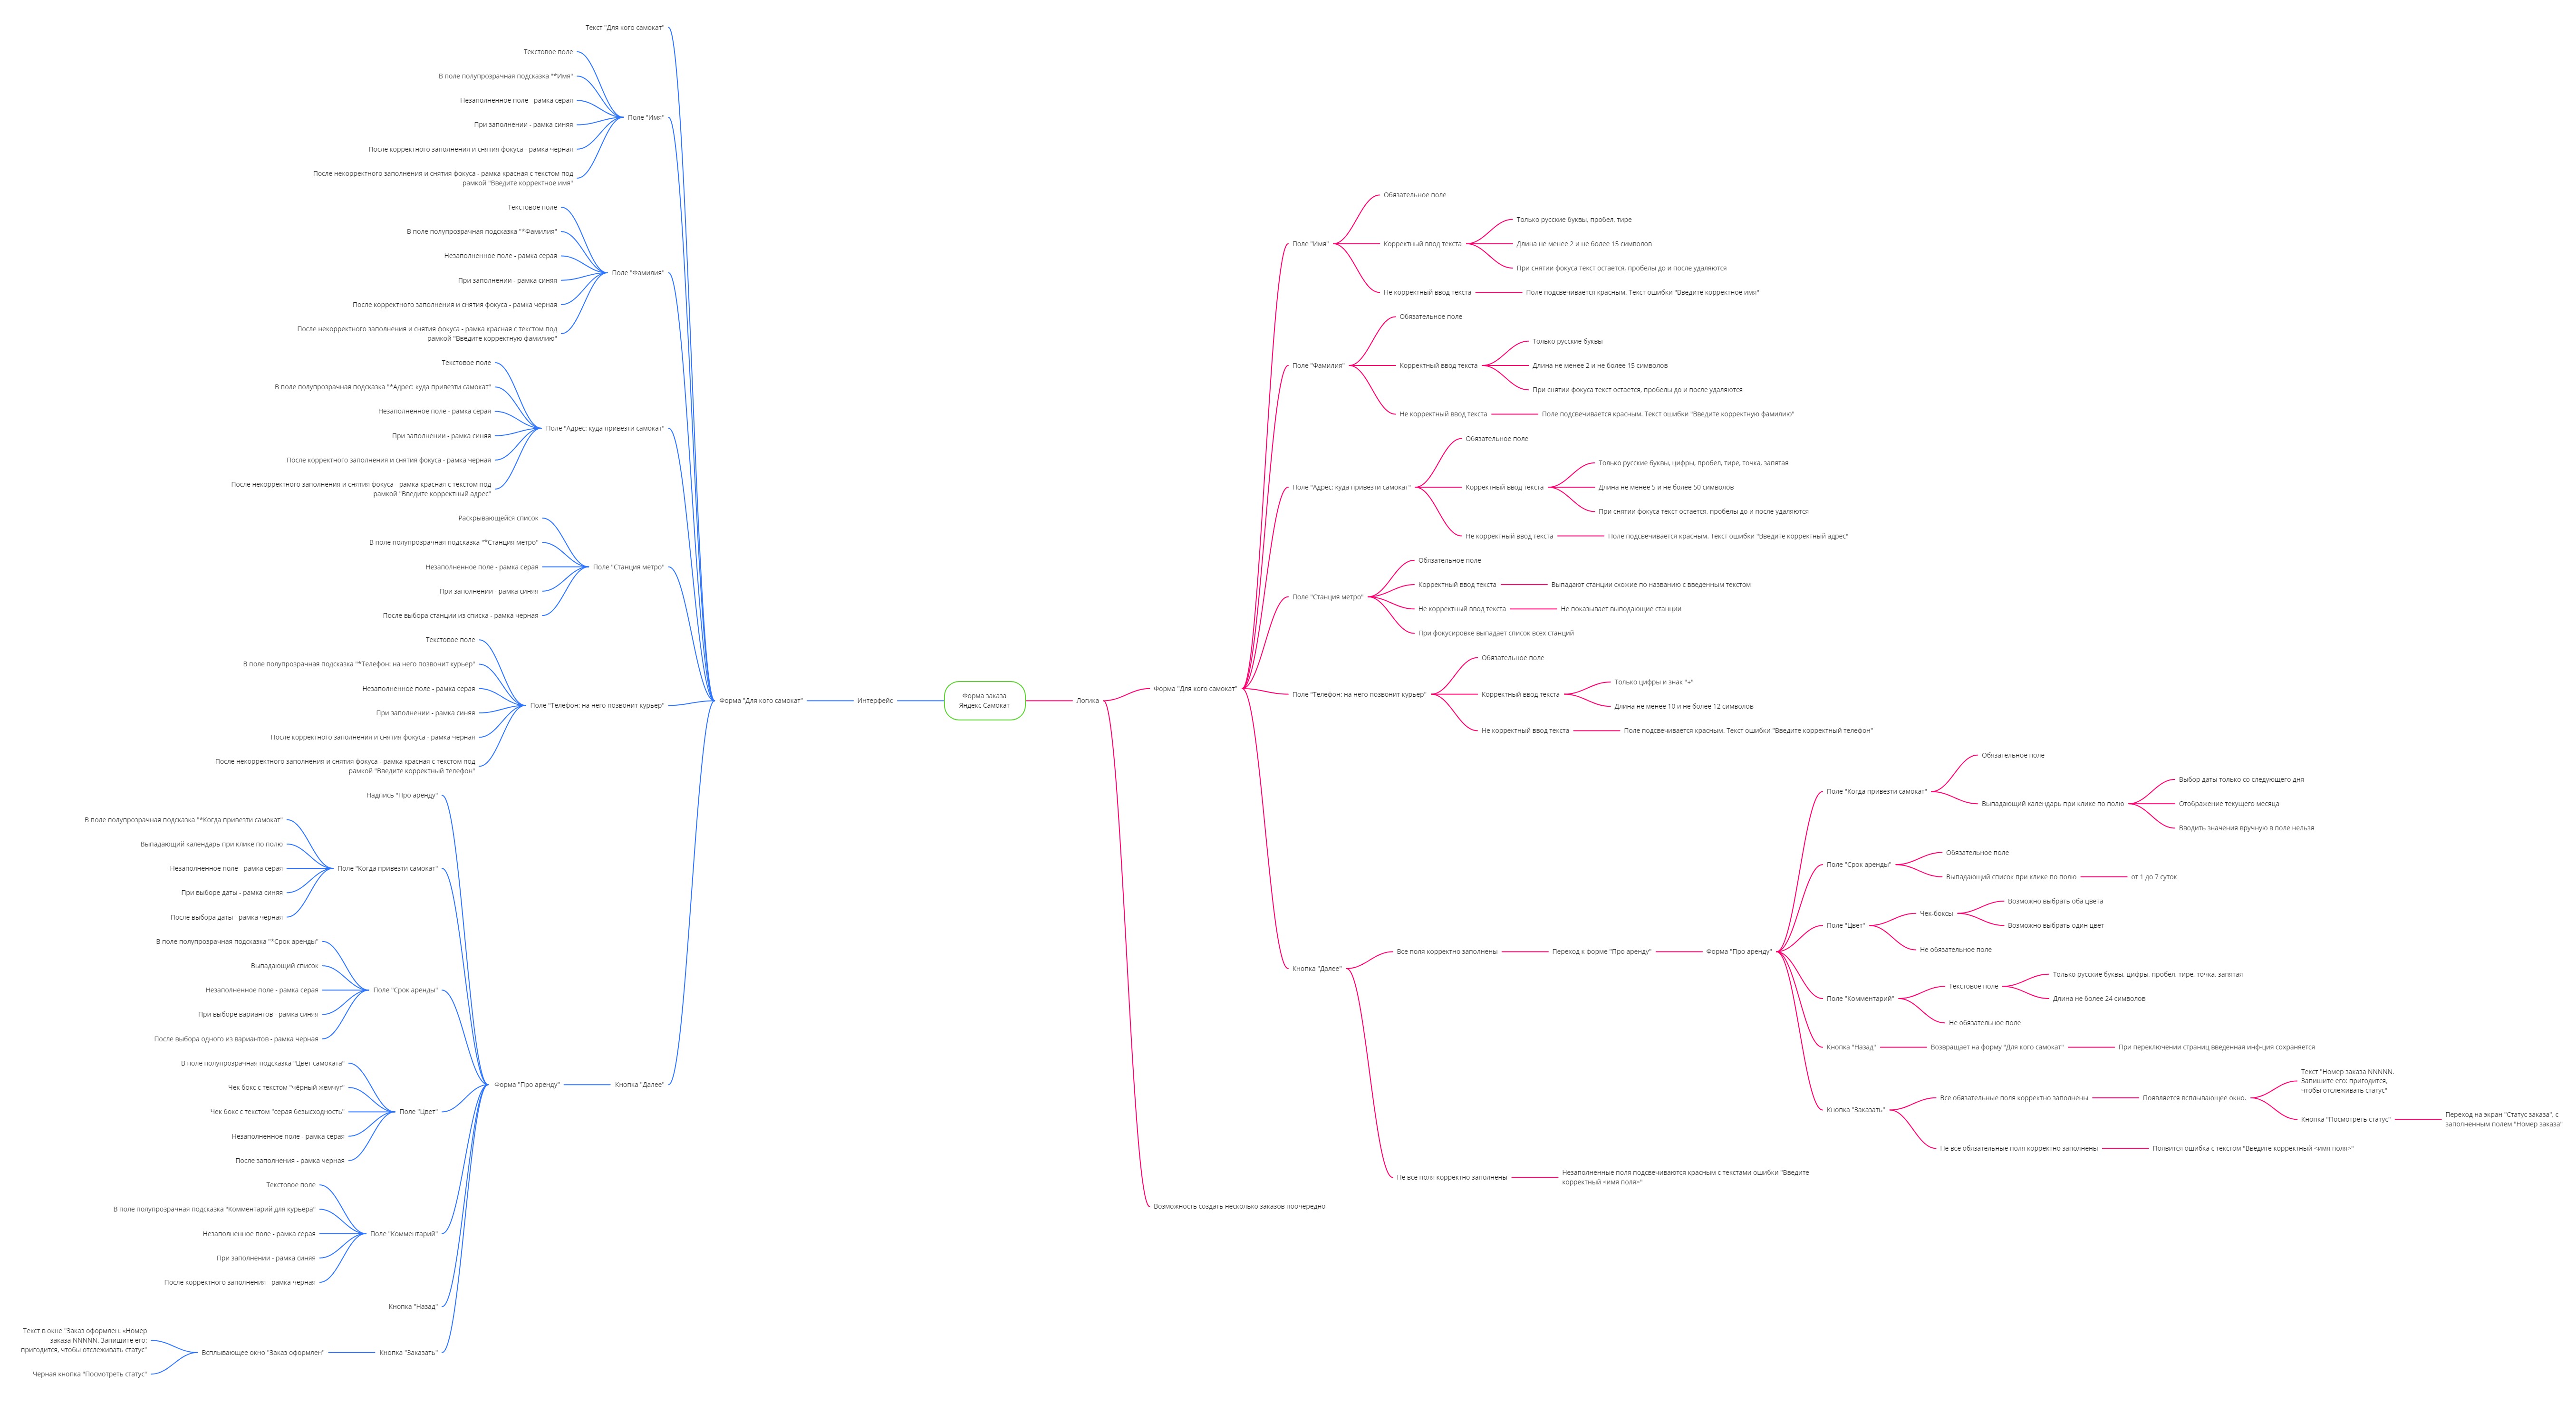 Текст "Для кого самокат"
Текстовое поле
В поле полупрозрачная подсказка "*Имя"
Незаполненное поле - рамка серая
При заполнении - рамка синяя
После корректного заполнения и снятия фокуса - рамка черная
После некорректного заполнения и снятия фокуса - рамка красная с текстом под
рамкой "Введите корректное имя"
Поле "Имя"
Текстовое поле
В поле полупрозрачная подсказка "*Фамилия"
Незаполненное поле - рамка серая
При заполнении - рамка синяя
После корректного заполнения и снятия фокуса - рамка черная
После некорректного заполнения и снятия фокуса - рамка красная с текстом под
рамкой "Введите корректную фамилию"
Поле "Фамилия"
Текстовое поле
В поле полупрозрачная подсказка "*Адрес: куда привезти самокат"
Незаполненное поле - рамка серая
При заполнении - рамка синяя
После корректного заполнения и снятия фокуса - рамка черная
После некорректного заполнения и снятия фокуса - рамка красная с текстом под
рамкой "Введите корректный адрес"
Поле "Адрес: куда привезти самокат"
Раскрывающейся список
В поле полупрозрачная подсказка "*Станция метро"
Незаполненное поле - рамка серая
При заполнении - рамка синяя
После выбора станции из списка - рамка черная
Поле "Станция метро"
Текстовое поле
В поле полупрозрачная подсказка "*Телефон: на него позвонит курьер"
Незаполненное поле - рамка серая
При заполнении - рамка синяя
После корректного заполнения и снятия фокуса - рамка черная
После некорректного заполнения и снятия фокуса - рамка красная с текстом под
рамкой "Введите корректный телефон"
Поле "Телефон: на него позвонит курьер"
Надпись "Про аренду"
В поле полупрозрачная подсказка "*Когда привезти самокат"
Выпадающий календарь при клике по полю
Незаполненное поле - рамка серая
При выборе даты - рамка синяя
После выбора даты - рамка черная
Поле "Когда привезти самокат"
В поле полупрозрачная подсказка "*Срок аренды"
Выпадающий список
Незаполненное поле - рамка серая
При выборе вариантов - рамка синяя
После выбора одного из вариантов - рамка черная
Поле "Срок аренды"
В поле полупрозрачная подсказка "Цвет самоката"
Чек бокс с текстом "чёрный жемчуг"
Чек бокс с текстом "серая безысходность"
Незаполненное поле - рамка серая
После заполнения - рамка черная
Поле "Цвет"
Текстовое поле
В поле полупрозрачная подсказка "Комментарий для курьера"
Незаполненное поле - рамка серая
При заполнении - рамка синяя
После корректного заполнения - рамка черная
Поле "Комментарий"
Кнопка "Назад"
Текст в окне "Заказ оформлен. «Номер
заказа NNNNN. Запишите его:
пригодится, чтобы отслеживать статус"
Черная кнопка "Посмотреть статус"
Всплывающее окно "Заказ оформлен"
Кнопка "Заказать"
Форма "Про аренду"
Кнопка "Далее"
Форма "Для кого самокат"
Интерфейс
Форма заказа
Яндекс Самокат
Логика
Форма "Для кого самокат"
Поле "Имя"
Обязательное поле
Корректный ввод текста
Только русские буквы, пробел, тире
Длина не менее 2 и не более 15 символов
При снятии фокуса текст остается, пробелы до и после удаляются
Не корректный ввод текста
Поле подсвечивается красным. Текст ошибки "Введите корректное имя"
Поле "Фамилия"
Обязательное поле
Корректный ввод текста
Только русские буквы
Длина не менее 2 и не более 15 символов
При снятии фокуса текст остается, пробелы до и после удаляются
Не корректный ввод текста
Поле подсвечивается красным. Текст ошибки "Введите корректную фамилию"
Поле "Адрес: куда привезти самокат"
Обязательное поле
Корректный ввод текста
Только русские буквы, цифры, пробел, тире, точка, запятая
Длина не менее 5 и не более 50 символов
При снятии фокуса текст остается, пробелы до и после удаляются
Не корректный ввод текста
Поле подсвечивается красным. Текст ошибки "Введите корректный адрес"
Поле "Станция метро"
Обязательное поле
Корректный ввод текста
Выпадают станции схожие по названию с введенным текстом
Не корректный ввод текста
Не показывает выподающие станции
При фокусировке выпадает список всех станций
Поле "Телефон: на него позвонит курьер"
Обязательное поле
Корректный ввод текста
Только цифры и знак "+"
Длина не менее 10 и не более 12 символов
Не корректный ввод текста
Поле подсвечивается красным. Текст ошибки "Введите корректный телефон"
Кнопка "Далее"
Все поля корректно заполнены
Переход к форме "Про аренду"
Форма "Про аренду"
Поле "Когда привезти самокат"
Обязательное поле
Выпадающий календарь при клике по полю
Выбор даты только со следующего дня
Отображение текущего месяца
Вводить значения вручную в поле нельзя
Поле "Срок аренды"
Обязательное поле
Выпадающий список при клике по полю
от 1 до 7 суток
Поле "Цвет"
Чек-боксы
Возможно выбрать оба цвета
Возможно выбрать один цвет
Не обязательное поле
Поле "Комментарий"
Текстовое поле
Только русские буквы, цифры, пробел, тире, точка, запятая
Длина не более 24 символов
Не обязательное поле
Кнопка "Назад"
Возвращает на форму "Для кого самокат"
При переключении страниц введенная инф-ция сохраняется
Кнопка "Заказать"
Все обязательные поля корректно заполнены
Появляется всплывающее окно.
Текст "Номер заказа NNNNN.
Запишите его: пригодится,
чтобы отслеживать статус"
Кнопка "Посмотреть статус"
Переход на экран "Статус заказа", с
заполненным полем "Номер заказа"
Не все обязательные поля корректно заполнены
Появится ошибка с текстом "Введите корректный <имя поля>"
Не все поля корректно заполнены
Незаполненные поля подсвечиваются красным с текстами ошибки "Введите
корректный <имя поля>"
Возможность создать несколько заказов поочередно